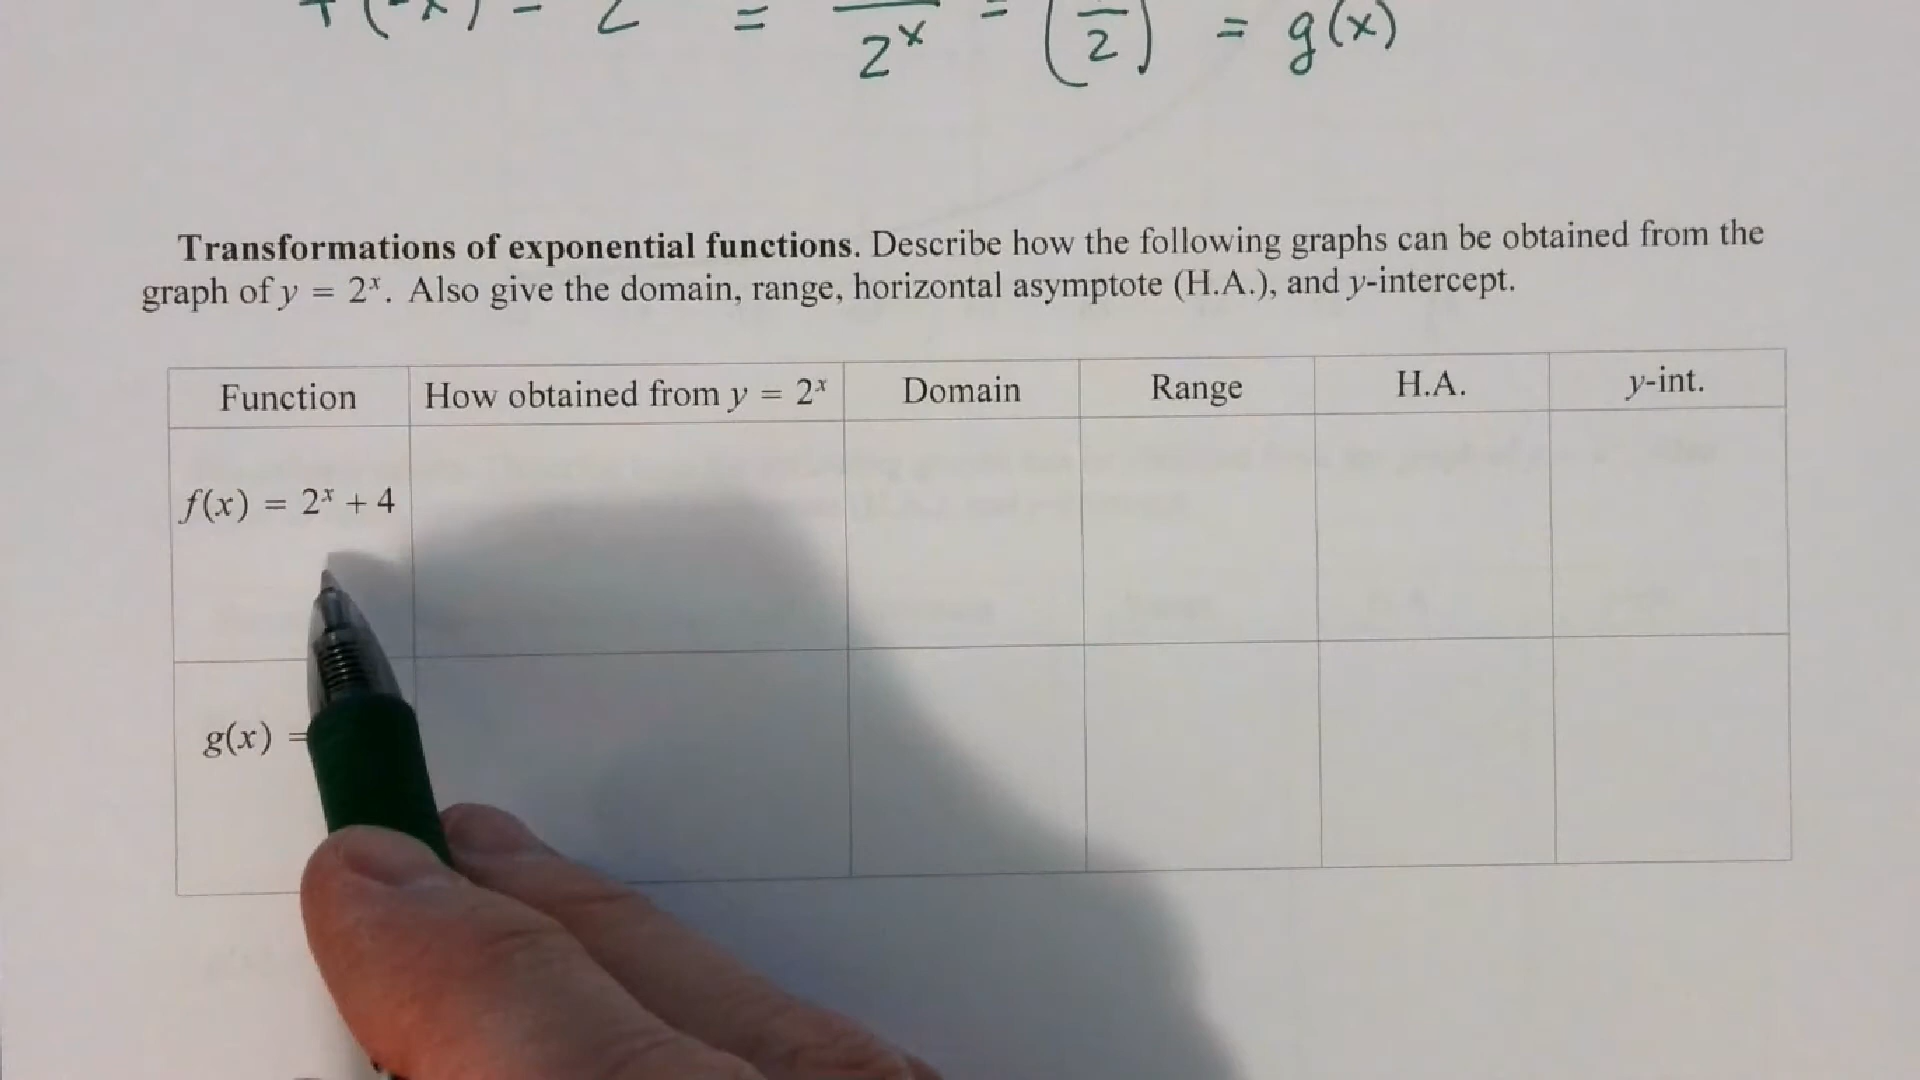 = 2ˣ = (‾2) = g(x)
Transformations of exponential functions. Describe how the following graphs can be obtained from the
graph of y = 2ˣ. Also give the domain, range, horizontal asymptote (H.A.), and y-intercept.
Function How obtained from y = 2ˣ Domain Range H.A. y-int.
f(x) = 2ˣ + 4
g(x) =